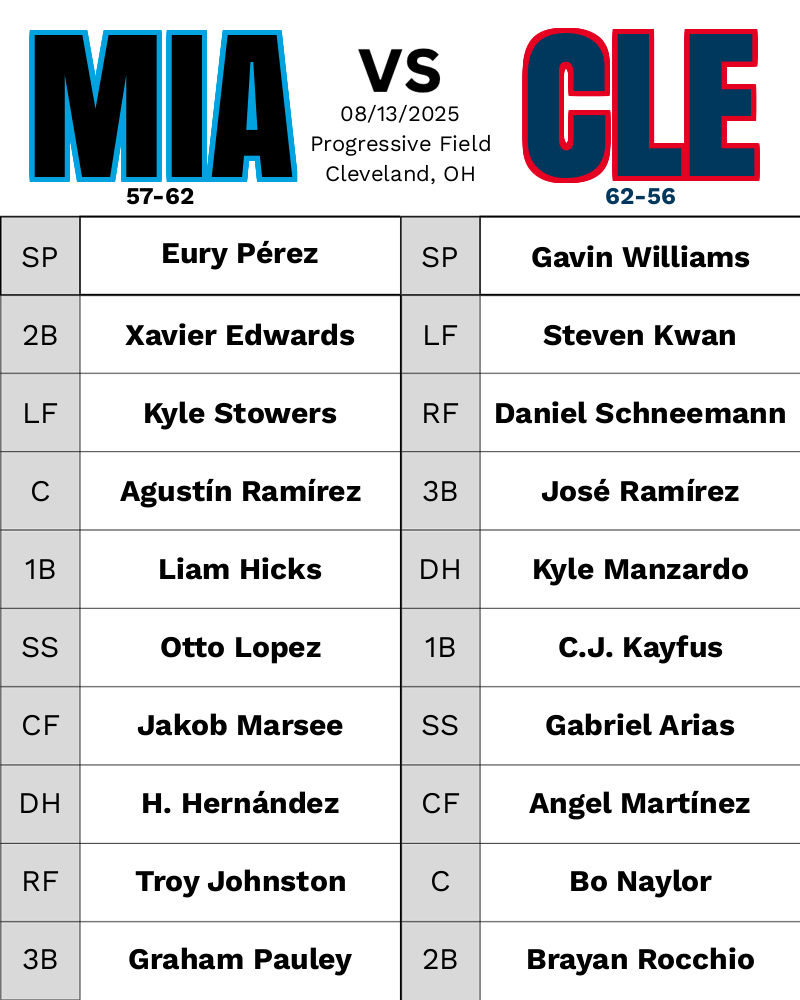 MIA
VS
CLE
08/13/2025
Progressive Field
Cleveland, OH
57-62
62-56
SP Eury Pérez SP Gavin Williams
2B Xavier Edwards LF Steven Kwan
LF Kyle Stowers RF Daniel Schneemann
C Agustín Ramírez 3B José Ramírez
1B Liam Hicks DH Kyle Manzardo
SS Otto Lopez 1B C.J. Kayfus
CF Jakob Marsee SS Gabriel Arias
DH H. Hernández CF Angel Martínez
RF Troy Johnston C Bo Naylor
3B Graham Pauley 2B Brayan Rocchio